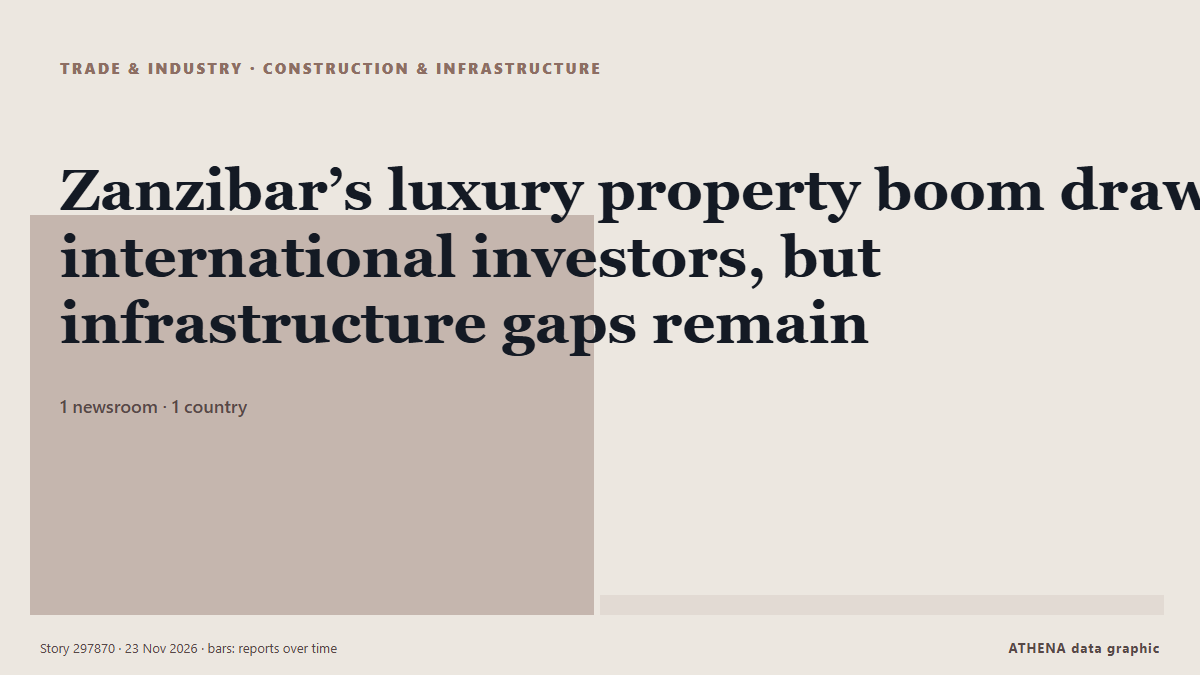 TRADE & INDUSTRY · CONSTRUCTION & INFRASTRUCTURE
Zanzibar’s luxury property boom draw
international investors, but
infrastructure gaps remain
1 newsroom · 1 country
Story 297870 · 23 Nov 2026 · bars: reports over time
ATHENA data graphic